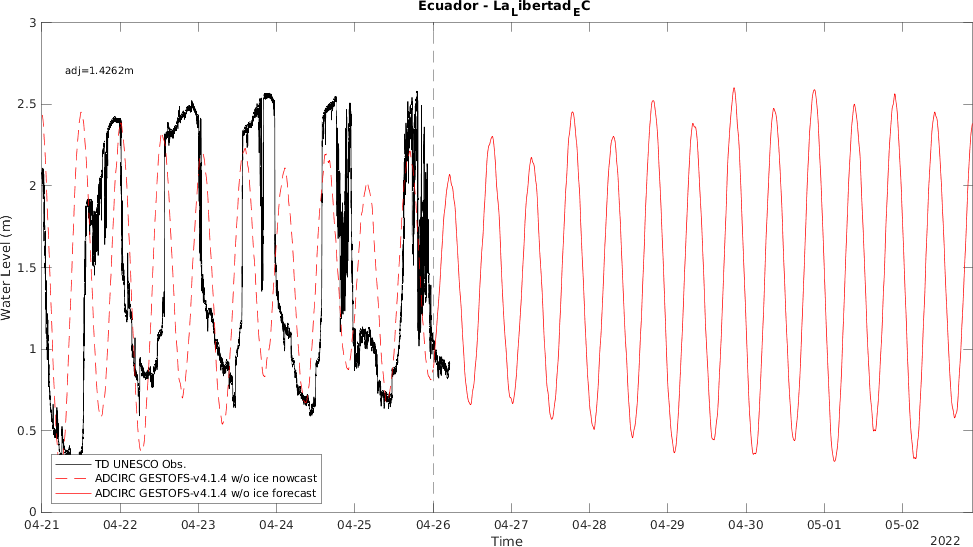 Ecuador - LaLibertadEC
3
adj=1.4262m
2.5
2
1.5
1
0.5
0
Water Level (m)
TD UNESCO Obs.
ADCIRC GESTOFS-v4.1.4 w/o ice nowcast
ADCIRC GESTOFS-v4.1.4 w/o ice forecast
04-21 04-22 04-23 04-24 04-25 04-26 04-27 04-28 04-29 04-30 05-01 05-02
Time
2022